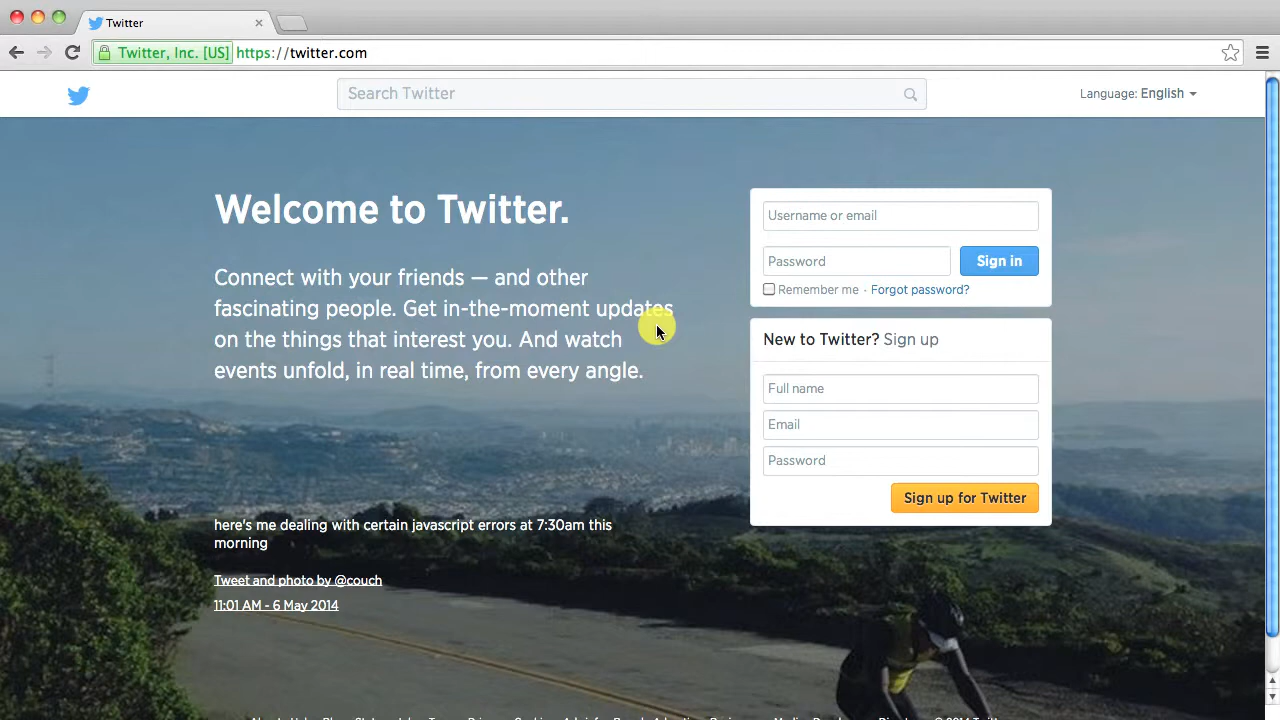 Twitter
Twitter, Inc. [US] https://twitter.com
Search Twitter
Language: English
Welcome to Twitter.
Connect with your friends — and other
fascinating people. Get in-the-moment updates
on the things that interest you. And watch
events unfold, in real time, from every angle.
Username or email
Password
Sign in
Remember me · Forgot password?
New to Twitter? Sign up
Full name
Email
Password
Sign up for Twitter
here's me dealing with certain javascript errors at 7:30am this
morning
Tweet and photo by @couch
11:01 AM - 6 May 2014